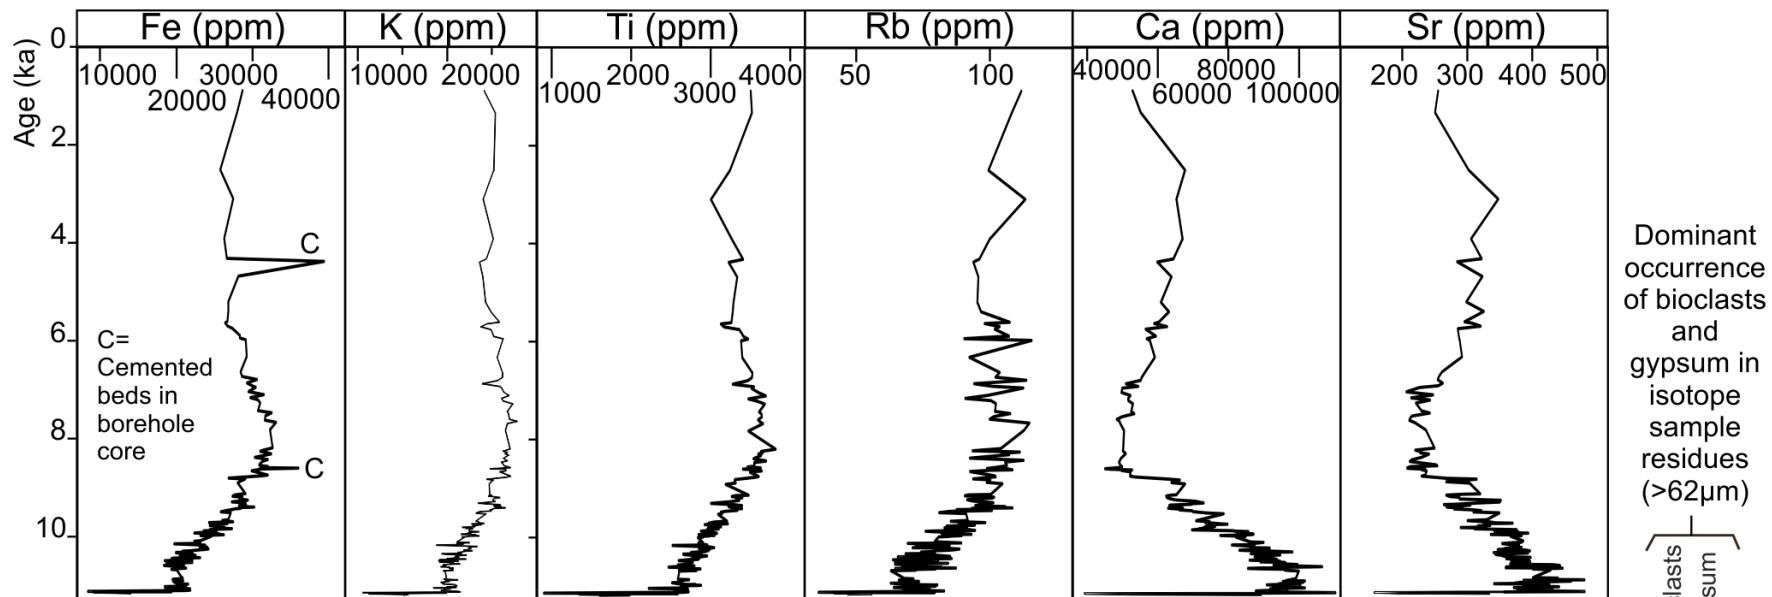 Fe (ppm) K (ppm) Ti (ppm) Rb (ppm) Ca (ppm) Sr (ppm)
Age (ka)
0
2
4
6
8
10
10000 30000
20000 40000
10000 20000
2000 4000
1000 3000
50 100
40000 80000
60000 100000
200 300 400 500
C
C
C=
Cemented
beds in
borehole
core
Dominant
occurrence
of bioclasts
and
gypsum in
isotope
sample
residues
(>62µm)